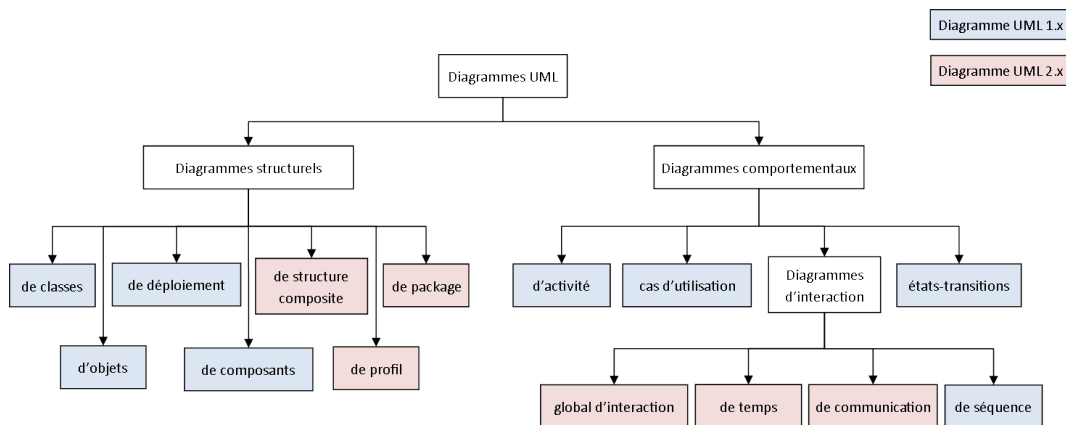 Diagramme UML 1.x
Diagramme UML 2.x
Diagrammes UML
Diagrammes structurels
Diagrammes comportementaux
de classes
de déploiement
de structure
composite
de package
d'activité
cas d'utilisation
Diagrammes
d'interaction
états-transitions
d'objets
de composants
de profil
global d'interaction
de temps
de communication
de séquence